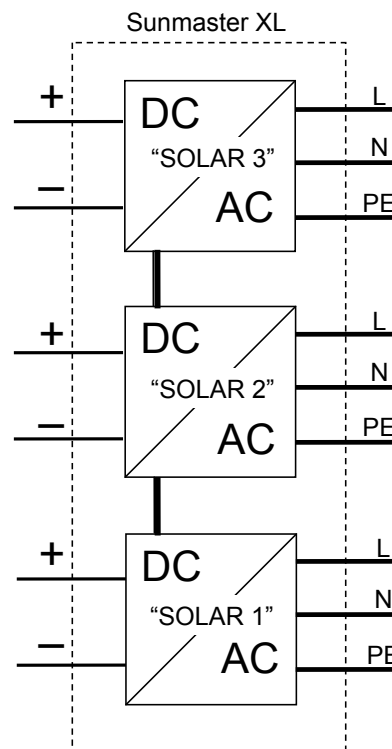 Sunmaster XL
+ DC L
“SOLAR 3” N
– AC PE
+ DC L
“SOLAR 2” N
– AC PE
+ DC L
“SOLAR 1” N
– AC PE